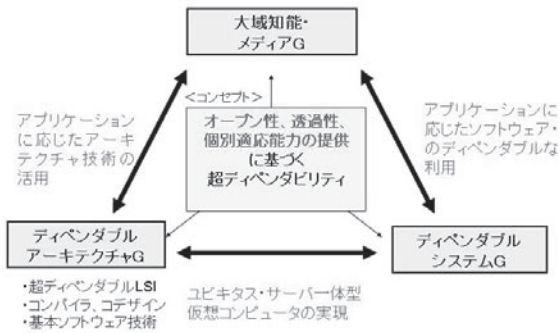 大域知能・
メディアG
<コンセプト>
オープン性、透過性、
個別適応能力の提供
に基づく
超ディペンダビリティ
アプリケーション
に応じたアーキ
テクチャ技術の
活用
アプリケーションに
応じたソフトウェア・
のディペンダブルな
利用
ディペンダブル
アーキテクチャG
・超ディペンダブルLSI
・コンパイラ、コデザイン
・基本ソフトウェア技術
ユビキタス・サーバー体型
仮想コンピュータの実現
ディペンダブル
システムG